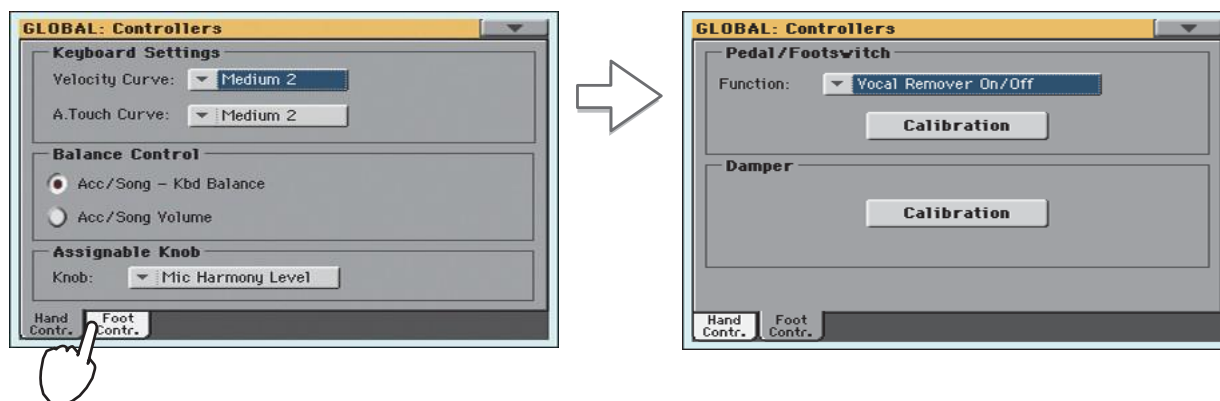 GLOBAL: Controllers
Keyboard Settings
Velocity Curve: Medium 2
A.Touch Curve: Medium 2
Balance Control
Acc/Song - Kbd Balance
Acc/Song Volume
Assignable Knob
Knob: Mic Harmony Level
Hand Contr.
Foot Contr.
GLOBAL: Controllers
Pedal/Footswitch
Function: Vocal Remover On/Off
Calibration
Damper
Calibration
Hand Contr.
Foot Contr.